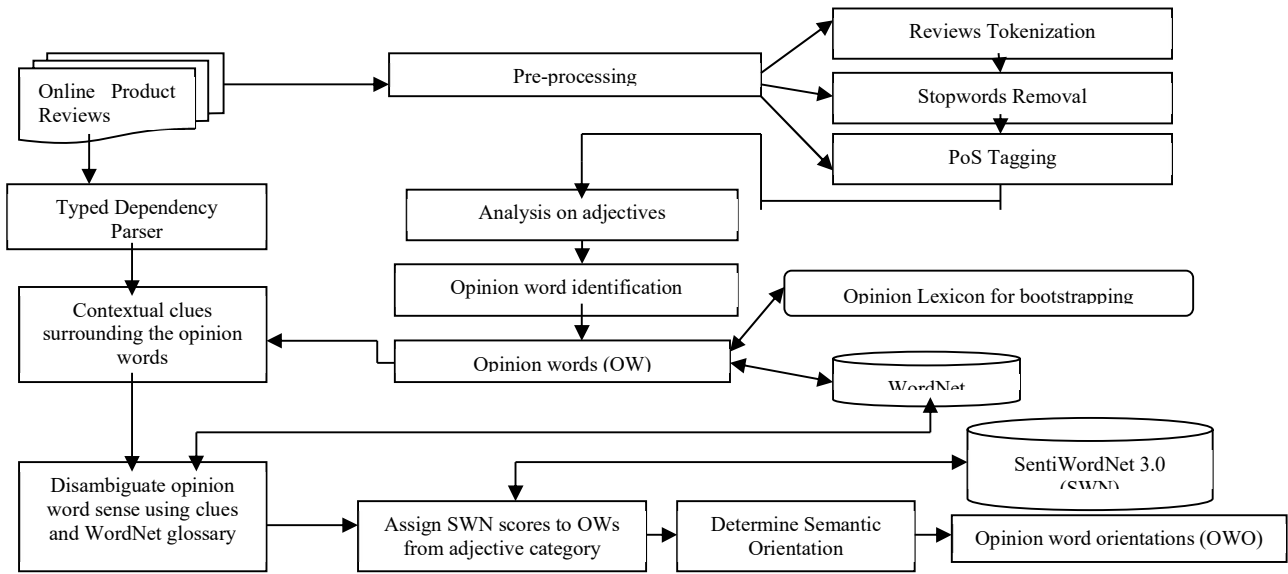 Reviews Tokenization
Online Product
Reviews
Pre-processing
Stopwords Removal
PoS Tagging
Typed Dependency
Parser
Analysis on adjectives
Opinion word identification
Opinion Lexicon for bootstrapping
Contextual clues
surrounding the opinion
words
Opinion words (OW)
WordNet
SentiWordNet 3.0
(SWN)
Disambiguate opinion
word sense using clues
and WordNet glossary
Assign SWN scores to OWs
from adjective category
Determine Semantic
Orientation
Opinion word orientations (OWO)